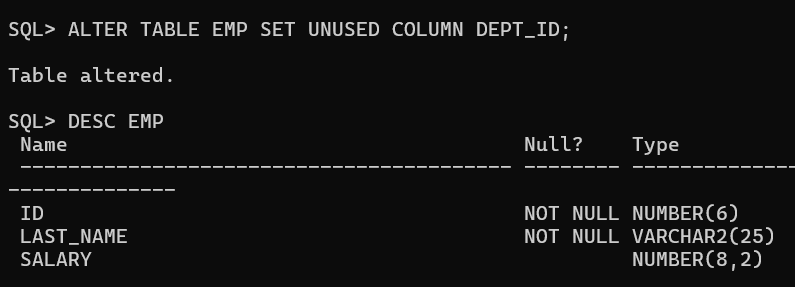 SQL> ALTER TABLE EMP SET UNUSED COLUMN DEPT_ID;
Table altered.
SQL> DESC EMP
 Name                                      Null?    Type
 ----------------------------------------- -------- --------------
--------------
 ID                                        NOT NULL NUMBER(6)
 LAST_NAME                                 NOT NULL VARCHAR2(25)
 SALARY                                             NUMBER(8,2)